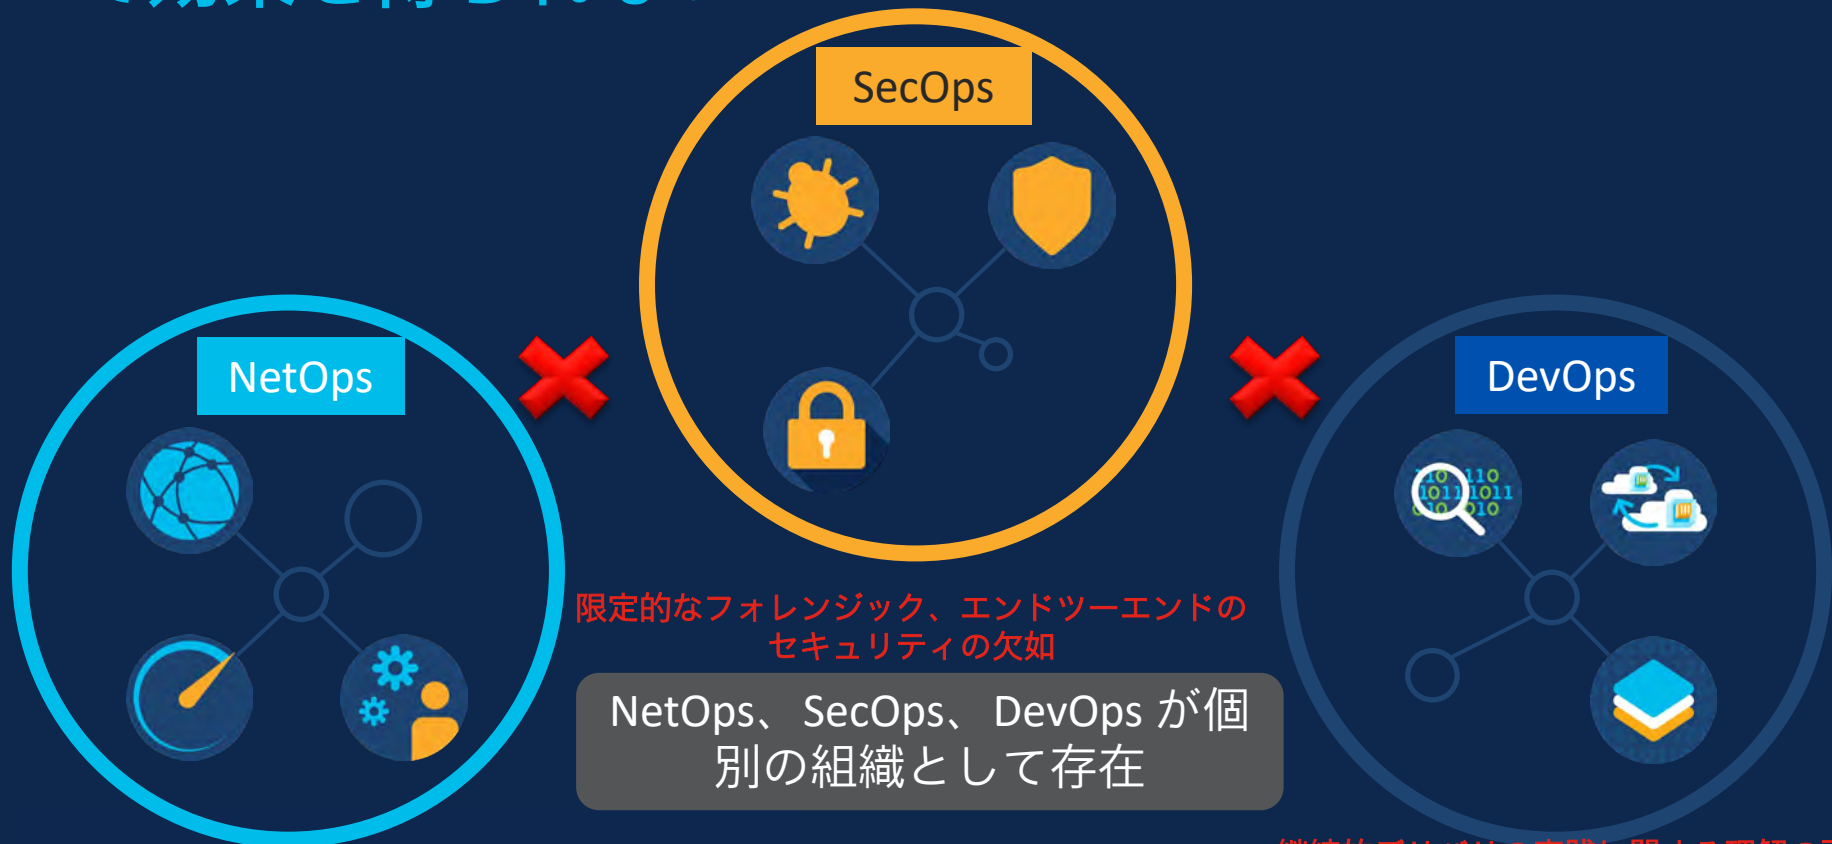 SecOps
NetOps
DevOps
限定的なフォレンジック、エンドツーエンドの
セキュリティの欠如
NetOps、SecOps、DevOps が個
別の組織として存在